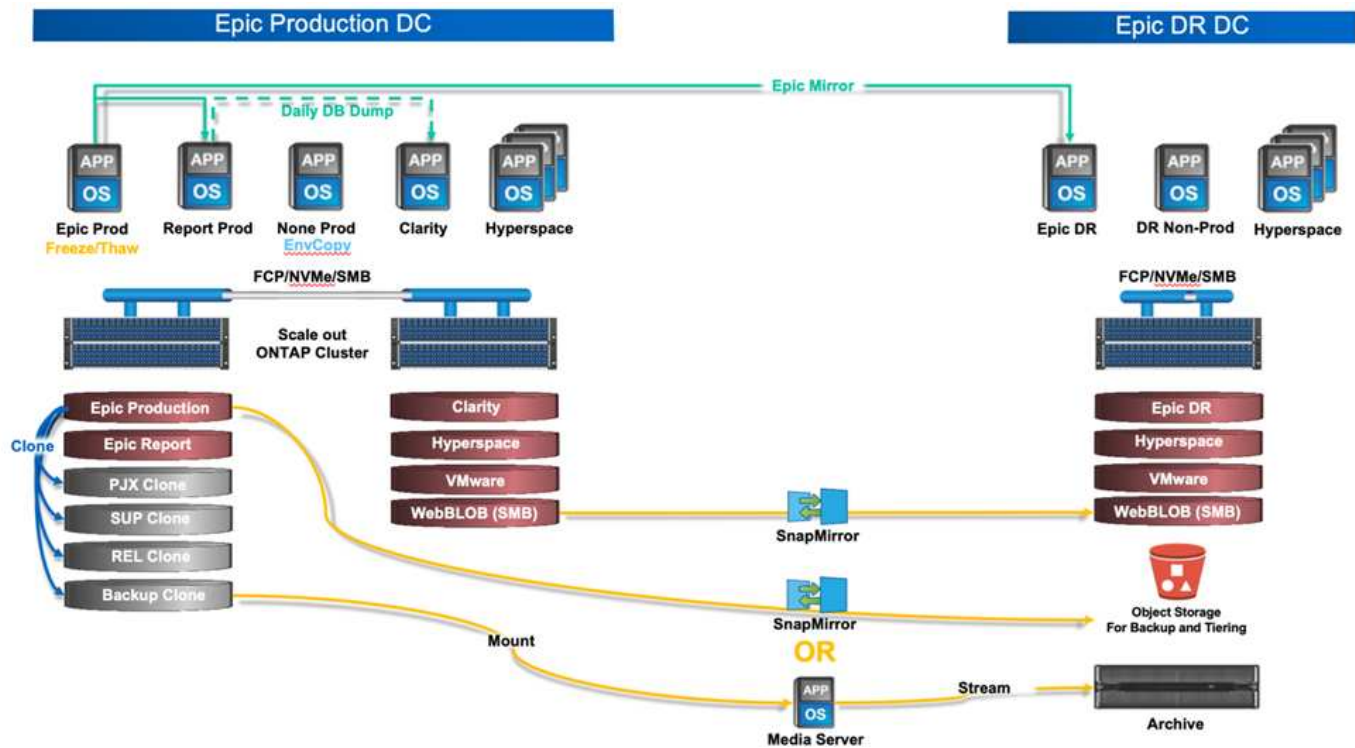 Epic Production DC
Epic DR DC
Epic Mirror
Daily DB Dump
APP
OS
APP
OS
APP
OS
APP
OS
APP
OS
APP
OS
APP
OS
APP
OS
Epic Prod
Freeze/Thaw
Report Prod
None Prod
EnvCopy
Clarity
Hyperspace
Epic DR
DR Non-Prod
Hyperspace
FCP/NVMe/SMB
FCP/NVMe/SMB
Scale out
ONTAP Cluster
Clone
Epic Production
Epic Report
PJX Clone
SUP Clone
REL Clone
Backup Clone
Clarity
Hyperspace
VMware
WebBLOB (SMB)
Epic DR
Hyperspace
VMware
WebBLOB (SMB)
SnapMirror
SnapMirror
OR
Object Storage
For Backup and Tiering
Mount
APP
OS
Media Server
Stream
Archive